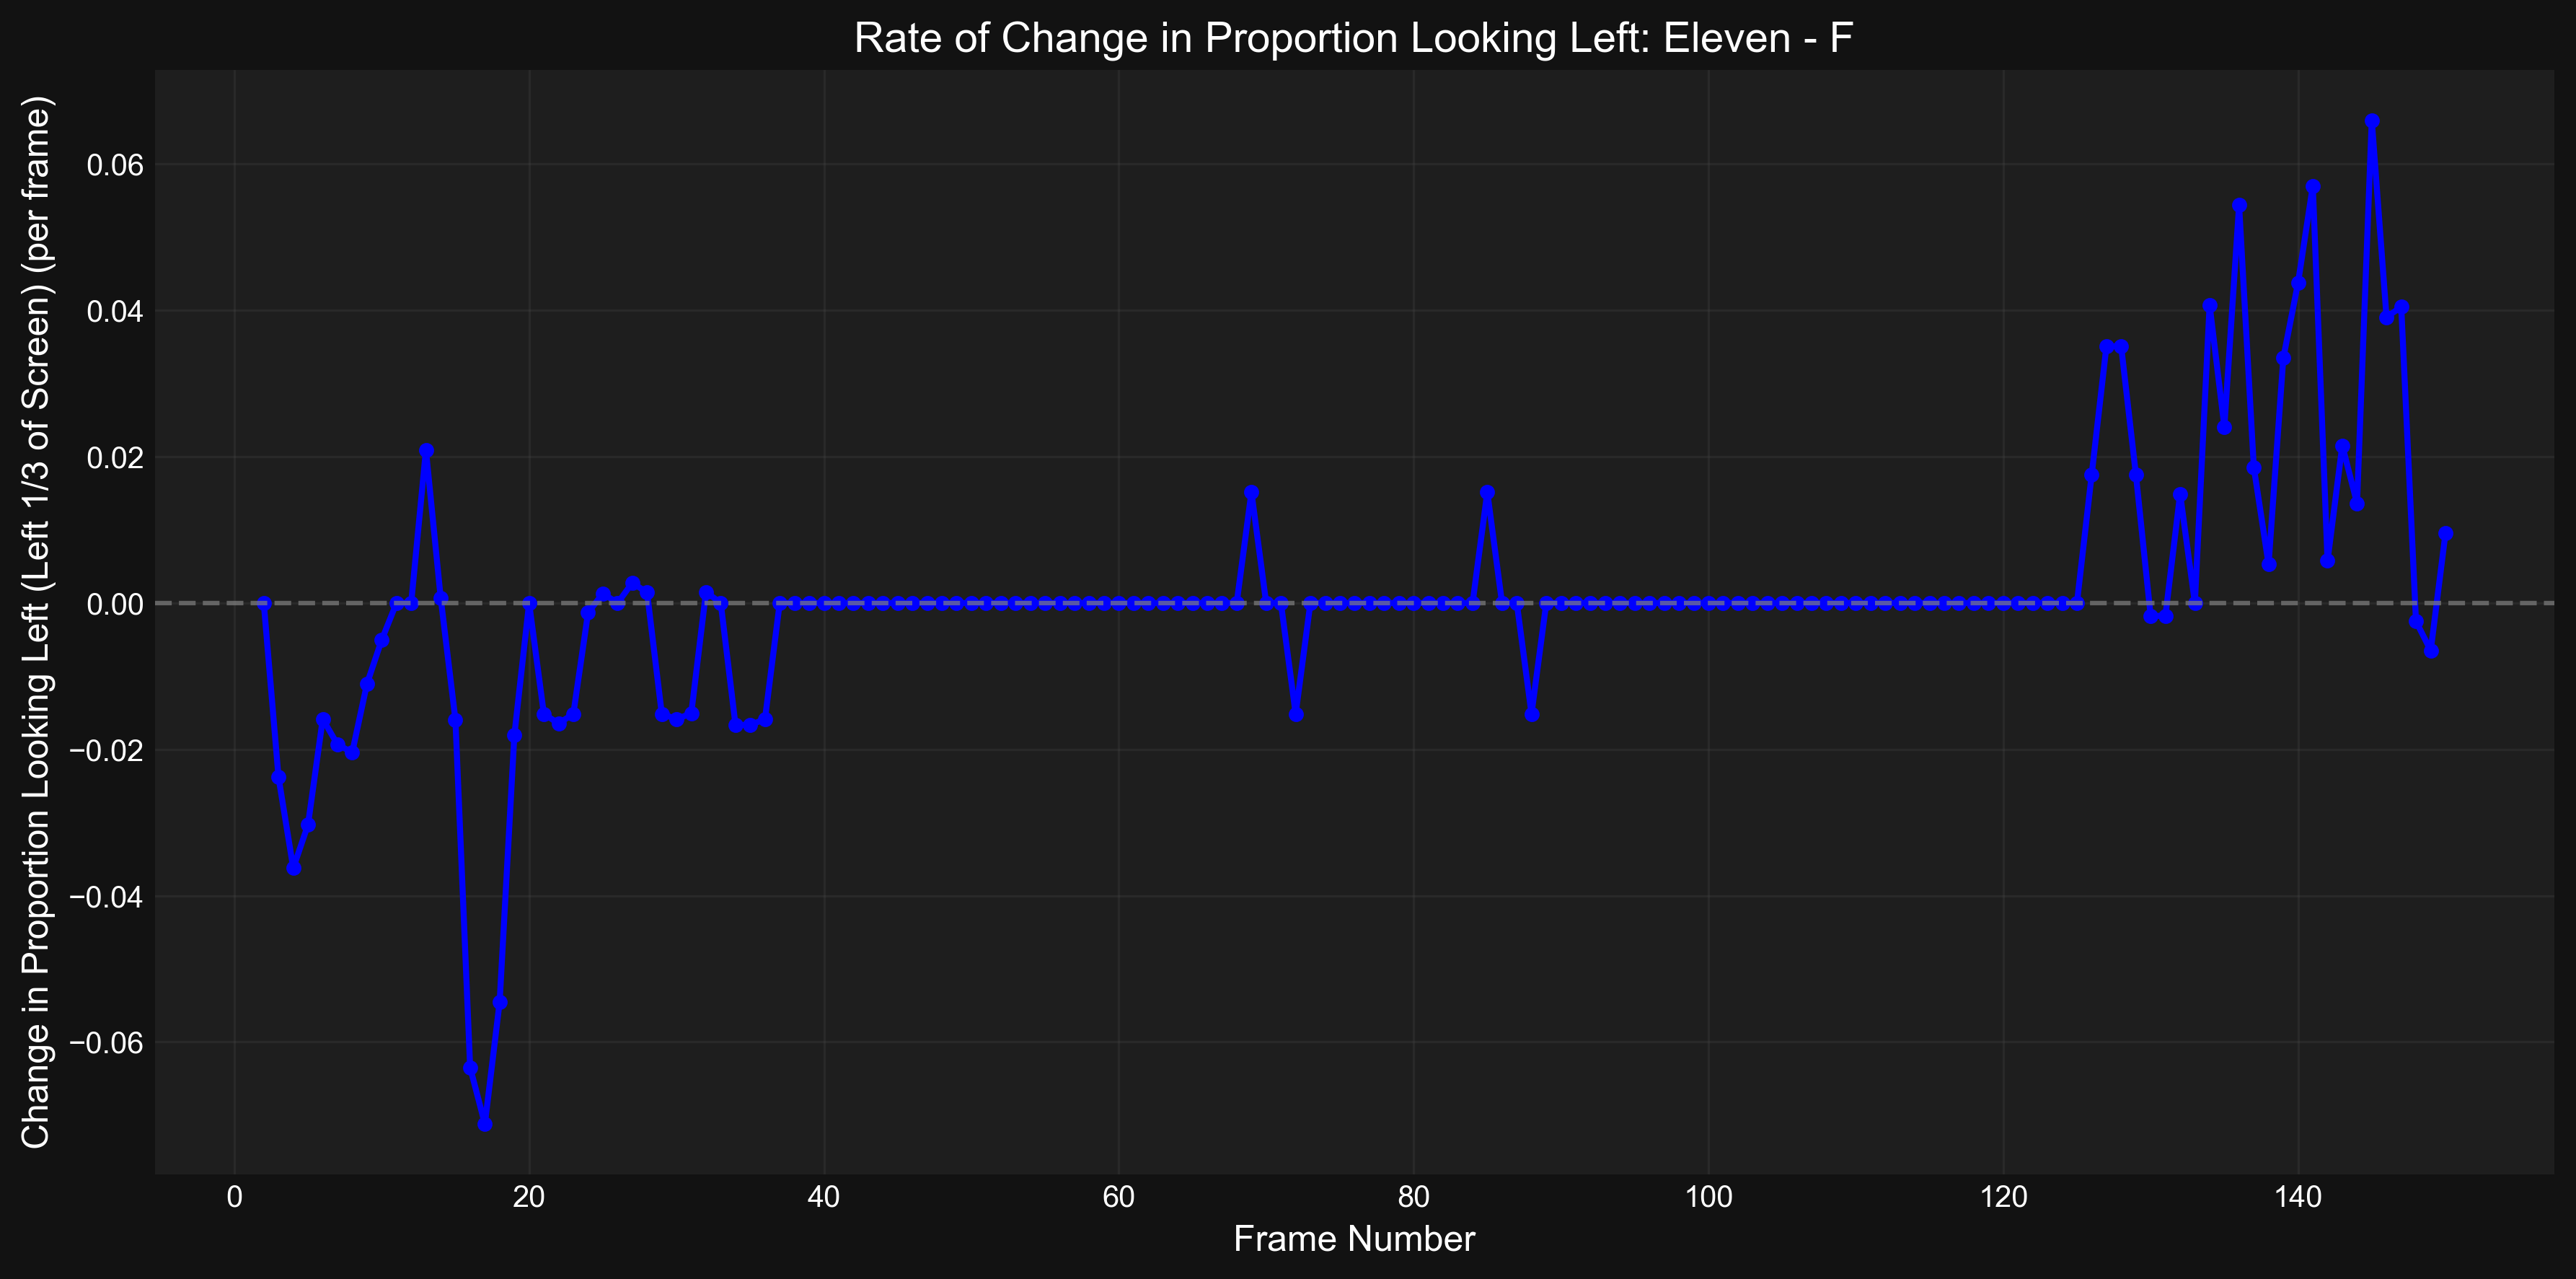 Rate of Change in Proportion Looking Left: Eleven - F
Change in Proportion Looking Left (Left 1/3 of Screen) (per frame)
0.06
0.04
0.02
0.00
−0.02
−0.04
−0.06
0 20 40 60 80 100 120 140
Frame Number